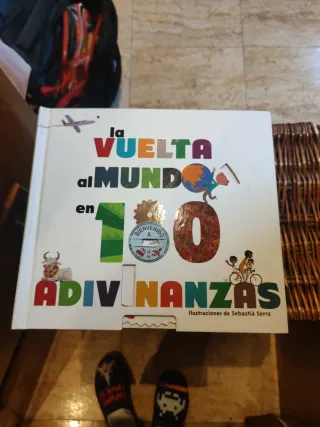 la
VUELTA
al MUNDO
en
100
BIENVENIDO
A
ADIVINANZAS
Ilustraciones de Sebastià Serra